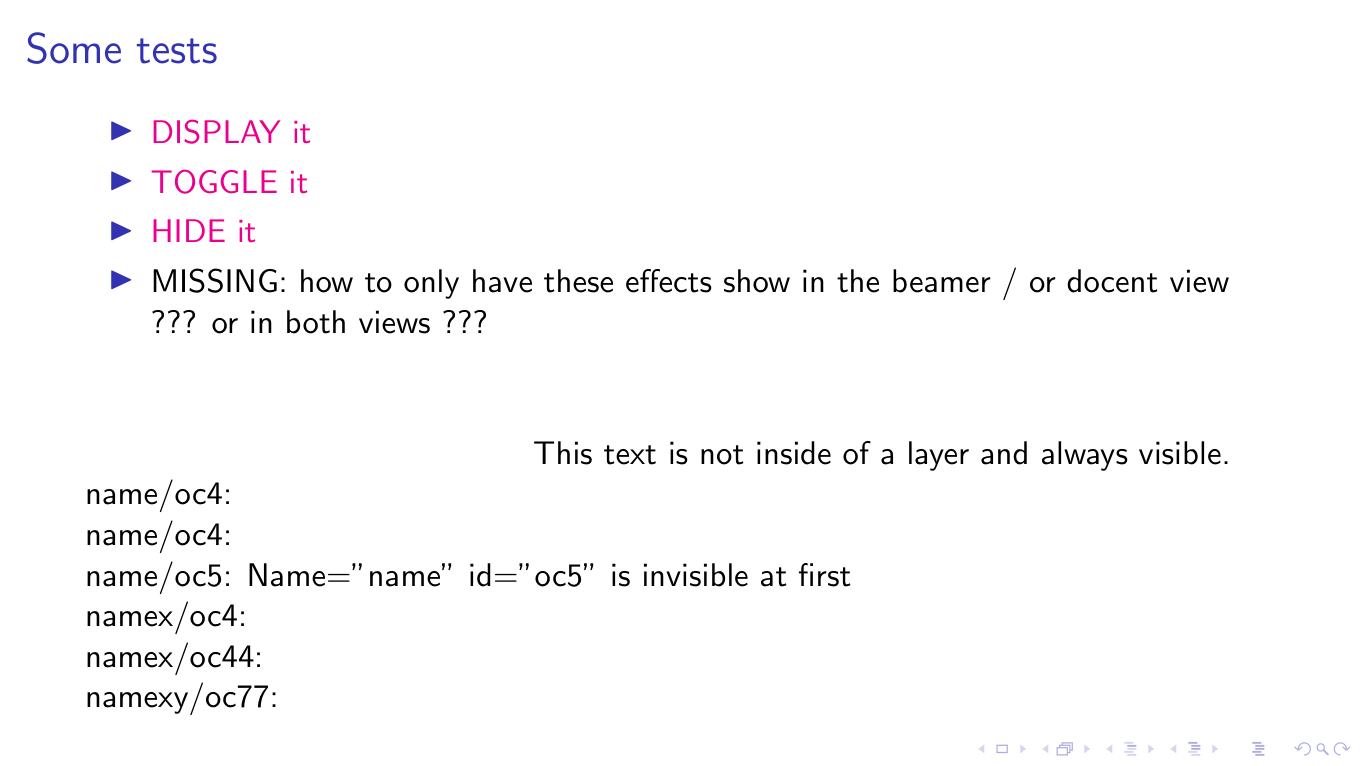 Some tests
DISPLAY it
TOGGLE it
HIDE it
MISSING: how to only have these effects show in the beamer / or docent view
??? or in both views ???
This text is not inside of a layer and always visible.
name/oc4:
name/oc4:
name/oc5: Name=”name” id=”oc5” is invisible at first
namex/oc4:
namex/oc44:
namexy/oc77: